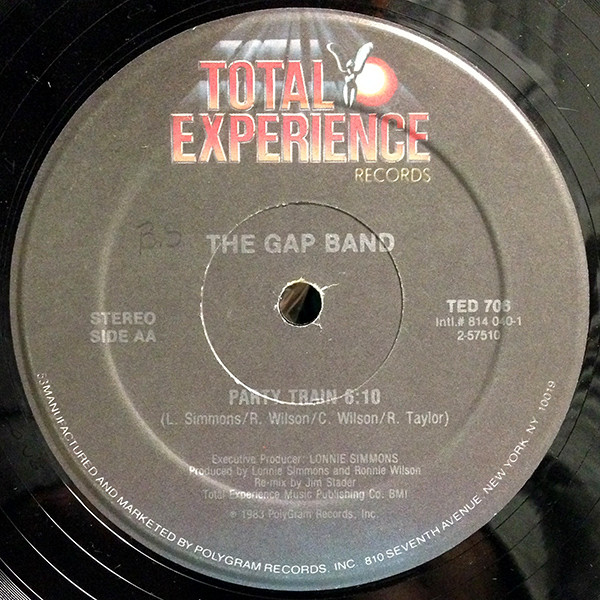 TOTAL
EXPERIENCE
RECORDS
B.S
THE GAP BAND
STEREO
SIDE AA
TED 706
Intl.# 814 040-1
2-57510
PARTY TRAIN 6:10
(L. Simmons/R. Wilson/C. Wilson/R. Taylor)
Executive Producer: LONNIE SIMMONS
Produced by Lonnie Simmons and Ronnie Wilson
Re-mix by Jim Stader
Total Experience Music Publishing Co. BMI
℗ 1983 PolyGram Records, Inc.
53 MANUFACTURED AND MARKETED BY POLYGRAM RECORDS, INC. 810 SEVENTH AVENUE, NEW YORK, NY. 10019